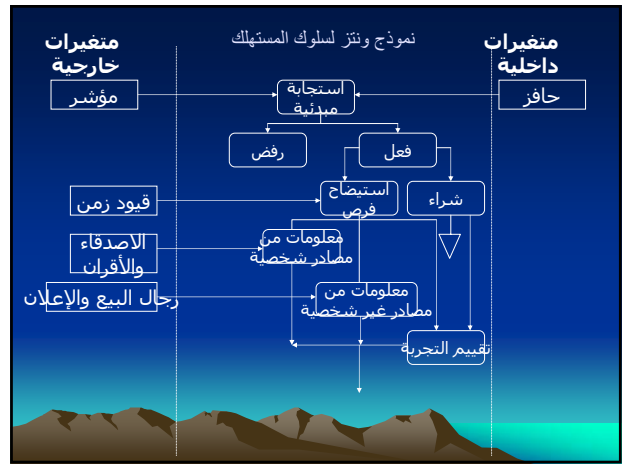 نموذج ونتز لسلوك المستهلك
متغيرات
داخلية
متغيرات
خارجية
حافز
استجابة
مبدئية
مؤشر
فعل
رفض
شراء
استيضاح
فرص
قيود زمن
معلومات من
مصادر شخصية
الاصدقاء
والأقران
معلومات من
مصادر غير شخصية
رجال البيع والإعلان
تقييم التجربة